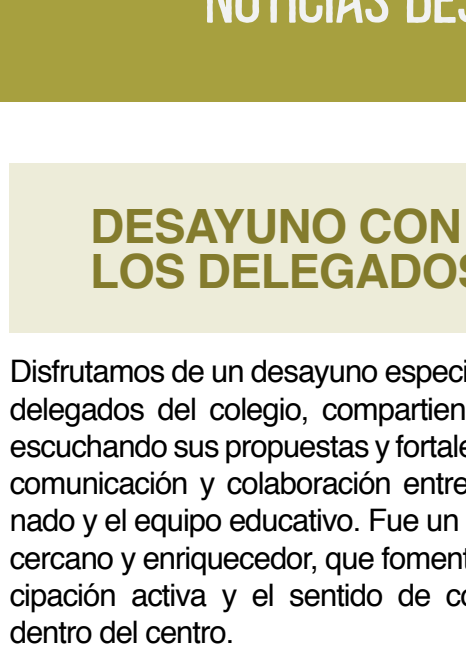 NOTICIAS DES
DESAYUNO CON
LOS DELEGADOS
Disfrutamos de un desayuno especi
delegados del colegio, compartien
escuchando sus propuestas y fortale
comunicación y colaboración entre
nado y el equipo educativo. Fue un
cercano y enriquecedor, que foment
cipación activa y el sentido de co
dentro del centro.